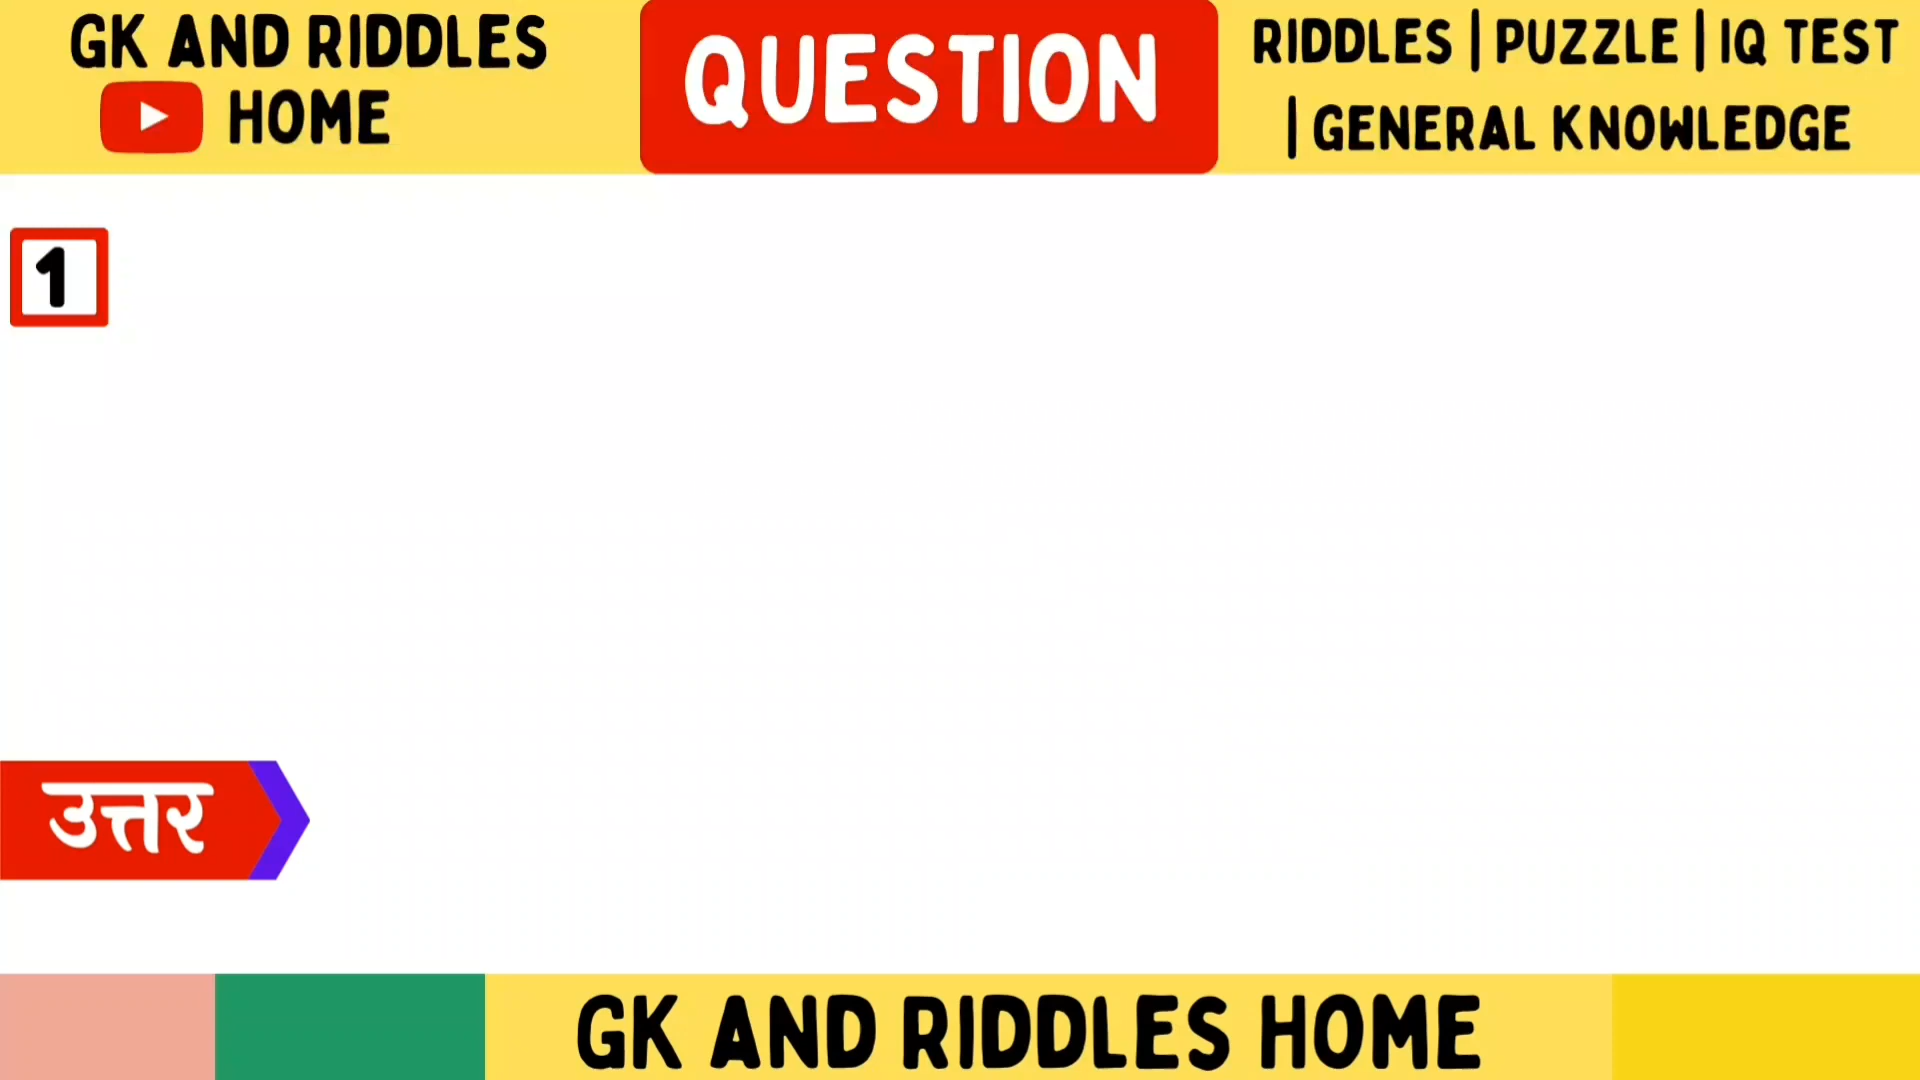 GK AND RIDDLES
HOME
QUESTION
RIDDLES | PUZZLE | IQ TEST
| GENERAL KNOWLEDGE
1
उत्तर
GK AND RIDDLES HOME